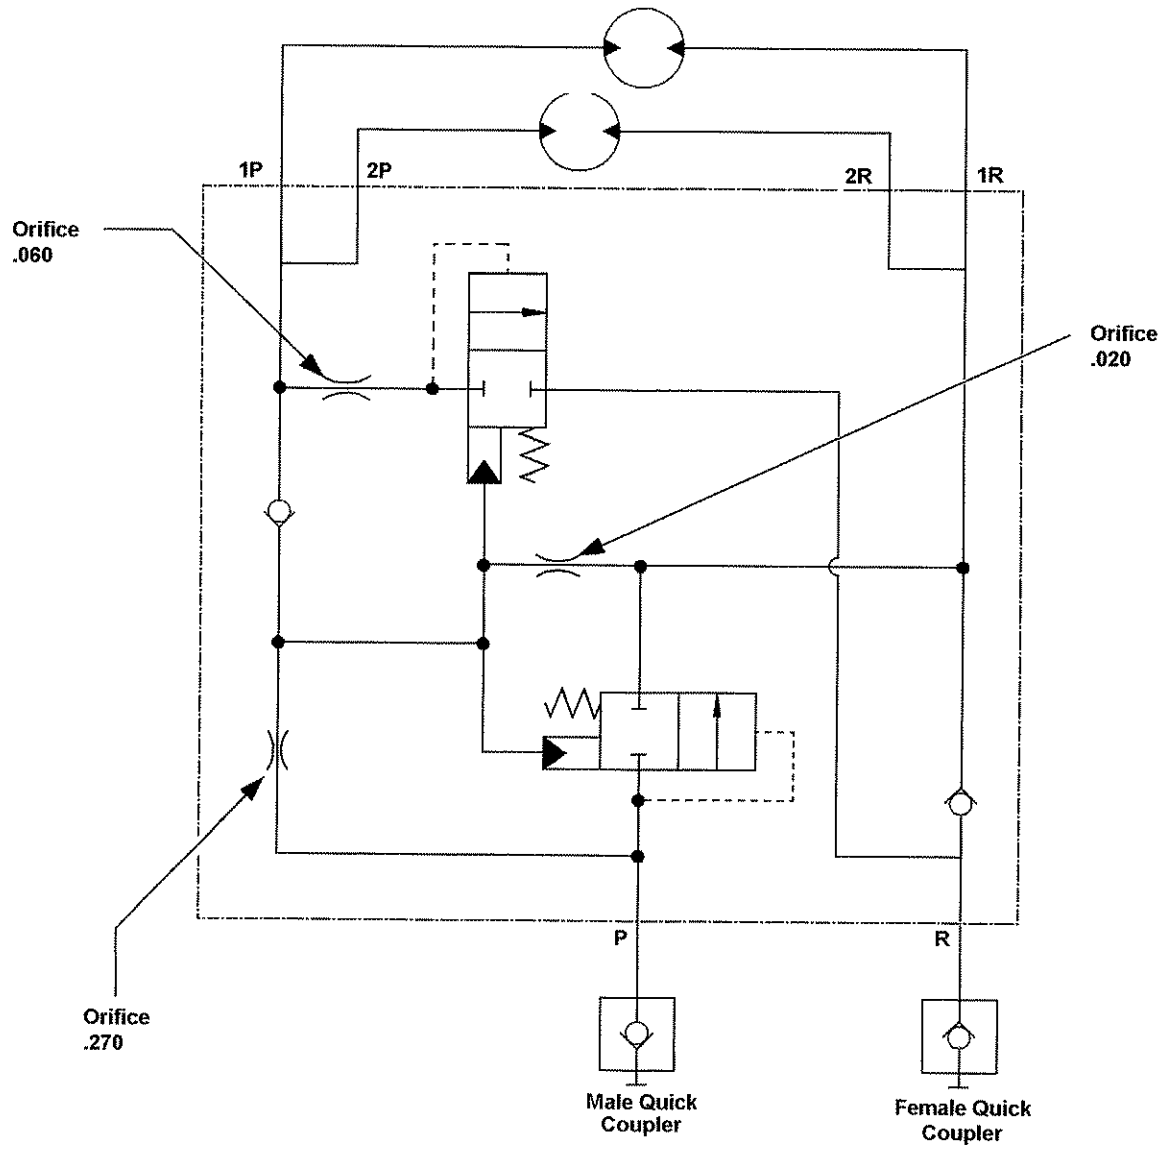 1P
2P
2R
1R
Orifice
.060
Orifice
.020
P
R
Orifice
.270
Male Quick
Coupler
Female Quick
Coupler